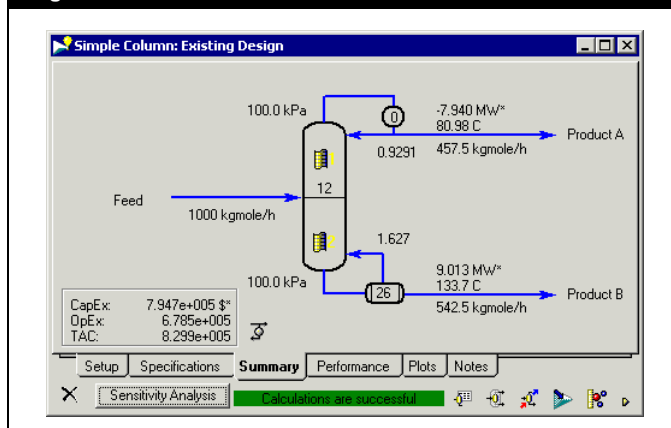 Simple Column: Existing Design
100.0 kPa
0
-7.940 MW*
80.98 C
Product A
0.9291
457.5 kgmole/h
1
12
Feed
1000 kgmole/h
2
1.627
100.0 kPa
9.013 MW*
133.7 C
26
Product B
542.5 kgmole/h
CapEx: 7.947e+005 $*
OpEx: 6.785e+005
TAC: 8.299e+005
Setup Specifications Summary Performance Plots Notes
Sensitivity Analysis Calculations are successful